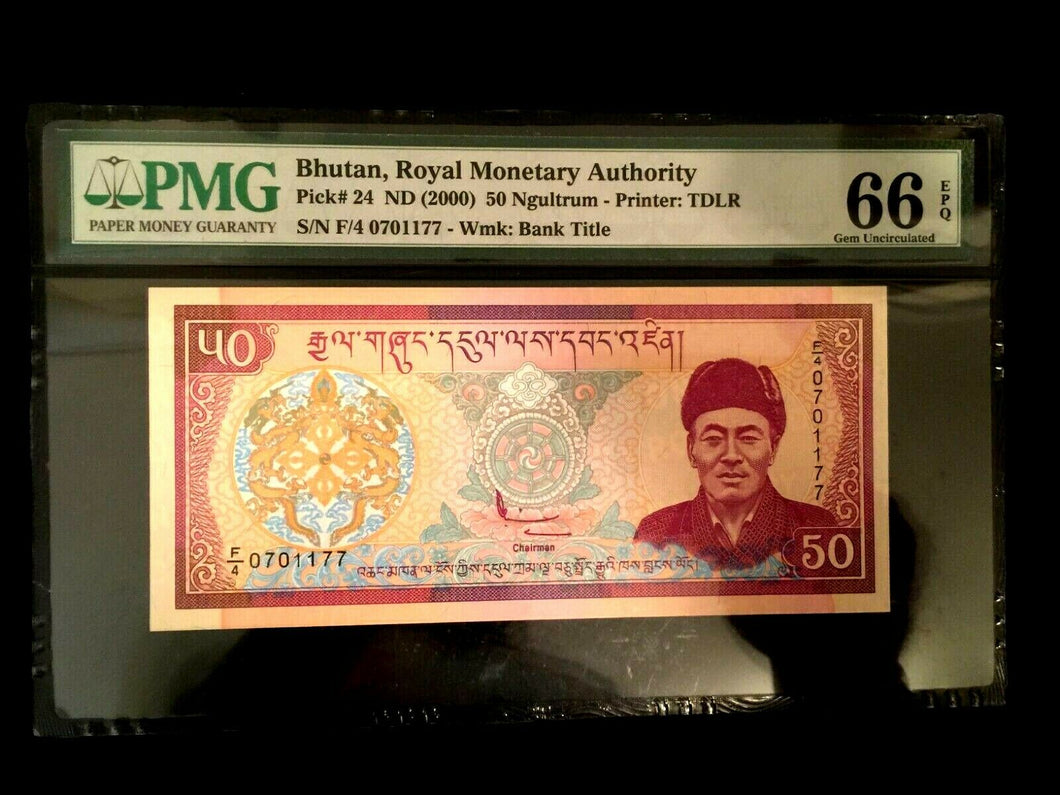 PMG
PAPER MONEY GUARANTY
Bhutan, Royal Monetary Authority
Pick# 24 ND (2000) 50 Ngultrum - Printer: TDLR
S/N F/4 0701177 - Wmk: Bank Title
66 EPQ
Gem Uncirculated
༥༠
རྒྱལ་གཞུང་དངུལ་ལས་དབང་འཛིན།
F/4 0701177
Chairman
F/4 0701177
50